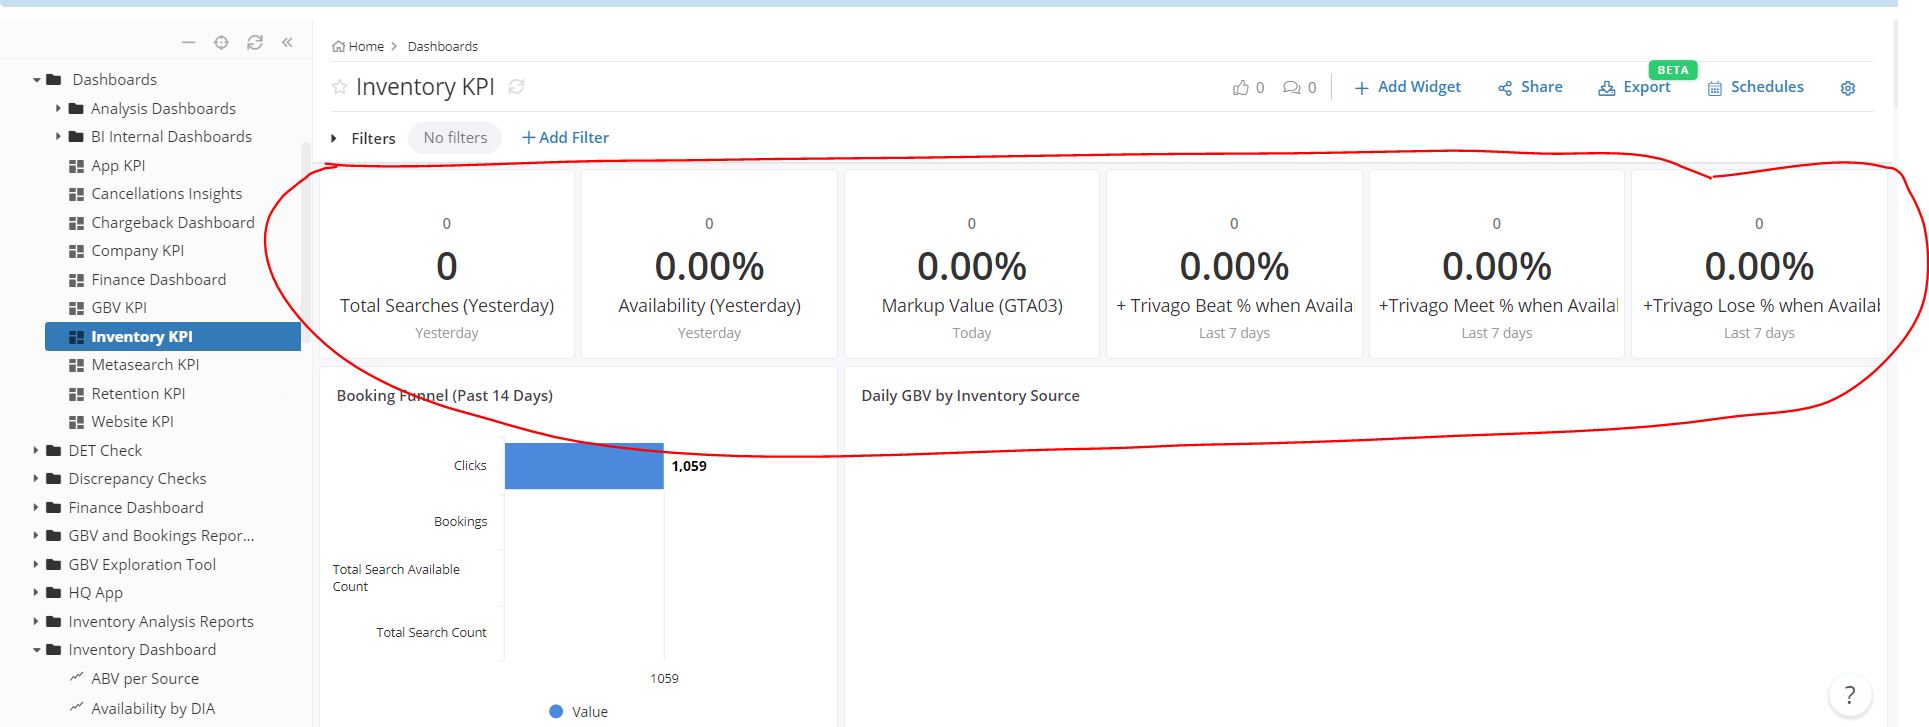 Dashboards
Analysis Dashboards
BI Internal Dashboards
App KPI
Cancellations Insights
Chargeback Dashboard
Company KPI
Finance Dashboard
GBV KPI
Inventory KPI
Metasearch KPI
Retention KPI
Website KPI
DET Check
Discrepancy Checks
Finance Dashboard
GBV and Bookings Repor...
GBV Exploration Tool
HQ App
Inventory Analysis Reports
Inventory Dashboard
ABV per Source
Availability by DIA
Home > Dashboards
Inventory KPI
0 0 + Add Widget Share Export BETA Schedules
Filters No filters + Add Filter
0
0
Total Searches (Yesterday)
Yesterday
0
0.00%
Availability (Yesterday)
Yesterday
0
0.00%
Markup Value (GTA03)
Today
0
0.00%
+ Trivago Beat % when Availa
Last 7 days
0
0.00%
+Trivago Meet % when Availa
Last 7 days
0
0.00%
+Trivago Lose % when Availab
Last 7 days
Booking Funnel (Past 14 Days)
Clicks 1,059
Bookings
Total Search Available
Count
Total Search Count
1059
Value
Daily GBV by Inventory Source
?